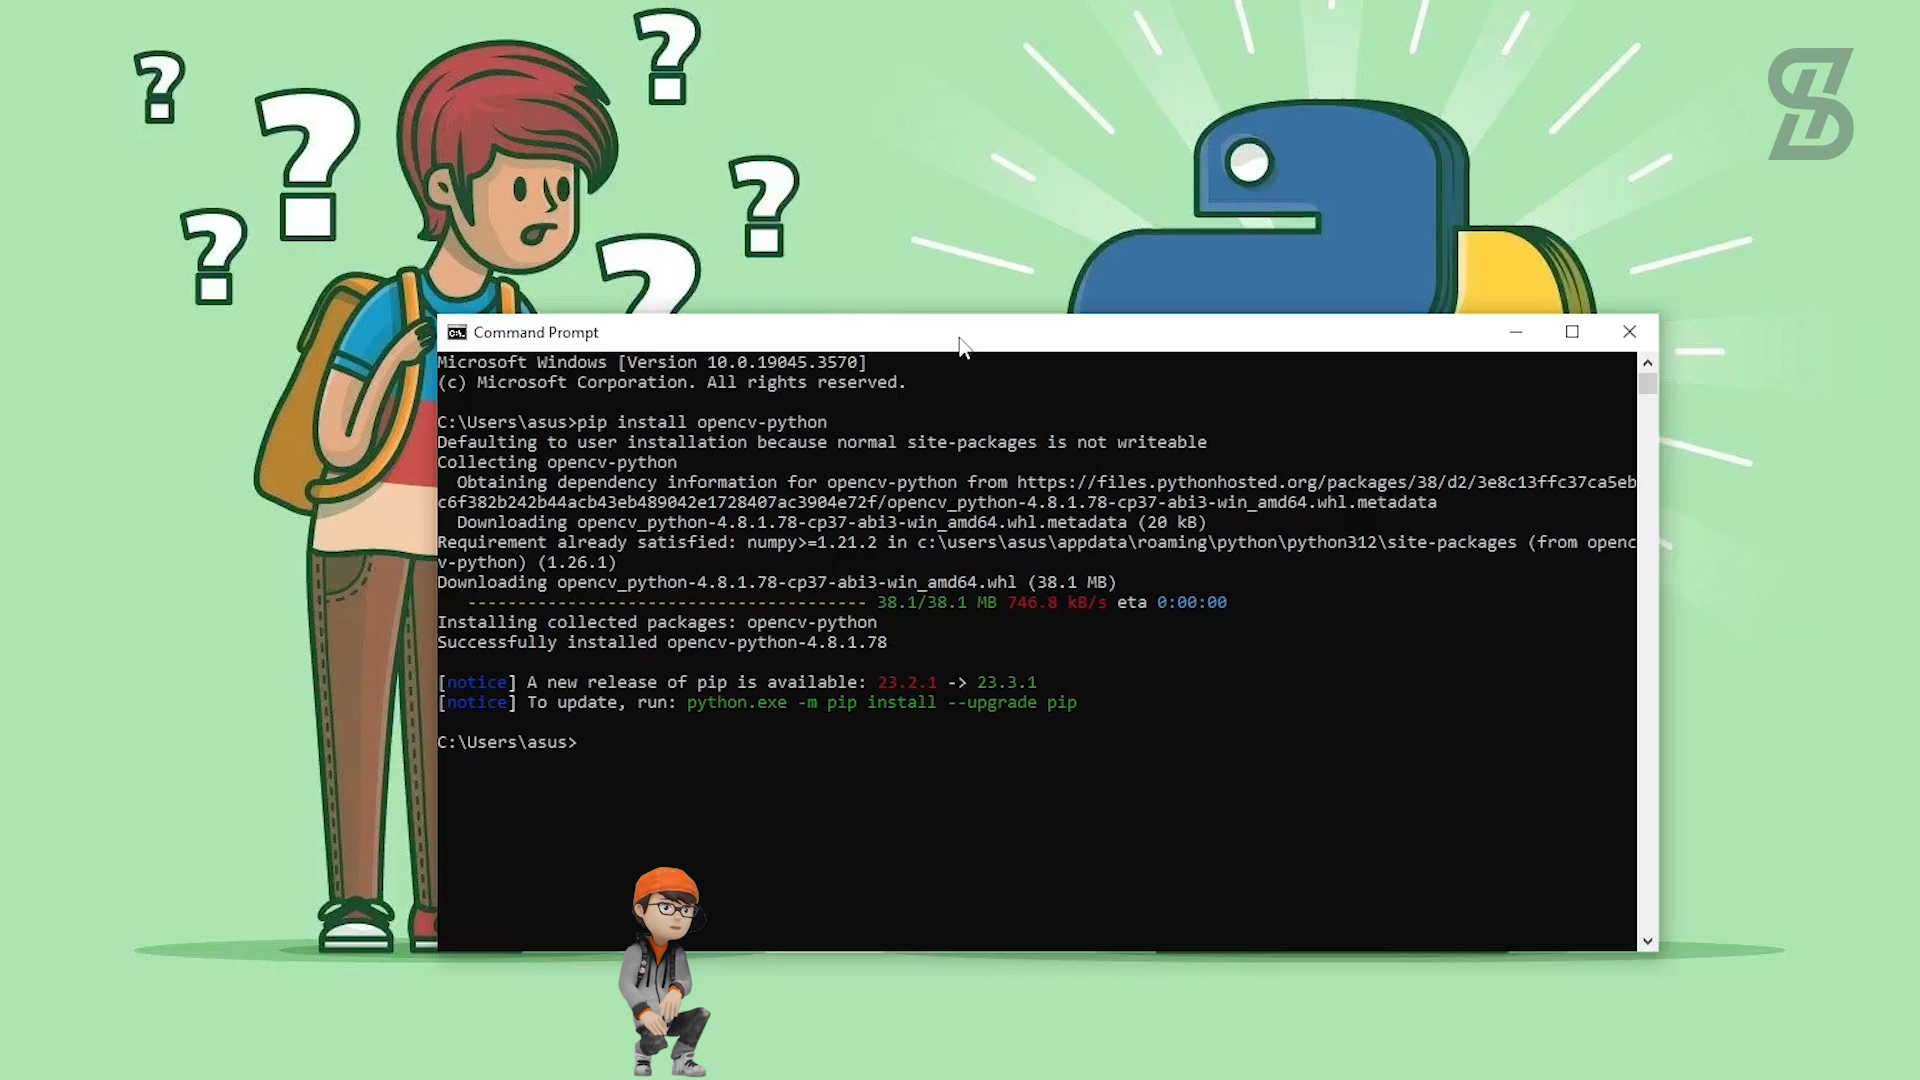 ? ? ? ? ? ?
Command Prompt
Microsoft Windows [Version 10.0.19045.3570]
(c) Microsoft Corporation. All rights reserved.
C:\Users\asus>pip install opencv-python
Defaulting to user installation because normal site-packages is not writeable
Collecting opencv-python
  Obtaining dependency information for opencv-python from https://files.pythonhosted.org/packages/38/d2/3e8c13ffc37ca5eb
c6f382b242b44acb43eb489042e1728407ac3904e72f/opencv_python-4.8.1.78-cp37-abi3-win_amd64.whl.metadata
  Downloading opencv_python-4.8.1.78-cp37-abi3-win_amd64.whl.metadata (20 kB)
Requirement already satisfied: numpy>=1.21.2 in c:\users\asus\appdata\roaming\python\python312\site-packages (from openc
v-python) (1.26.1)
Downloading opencv_python-4.8.1.78-cp37-abi3-win_amd64.whl (38.1 MB)
   ---------------------------------------- 38.1/38.1 MB 746.8 kB/s eta 0:00:00
Installing collected packages: opencv-python
Successfully installed opencv-python-4.8.1.78
[notice] A new release of pip is available: 23.2.1 -> 23.3.1
[notice] To update, run: python.exe -m pip install --upgrade pip
C:\Users\asus>